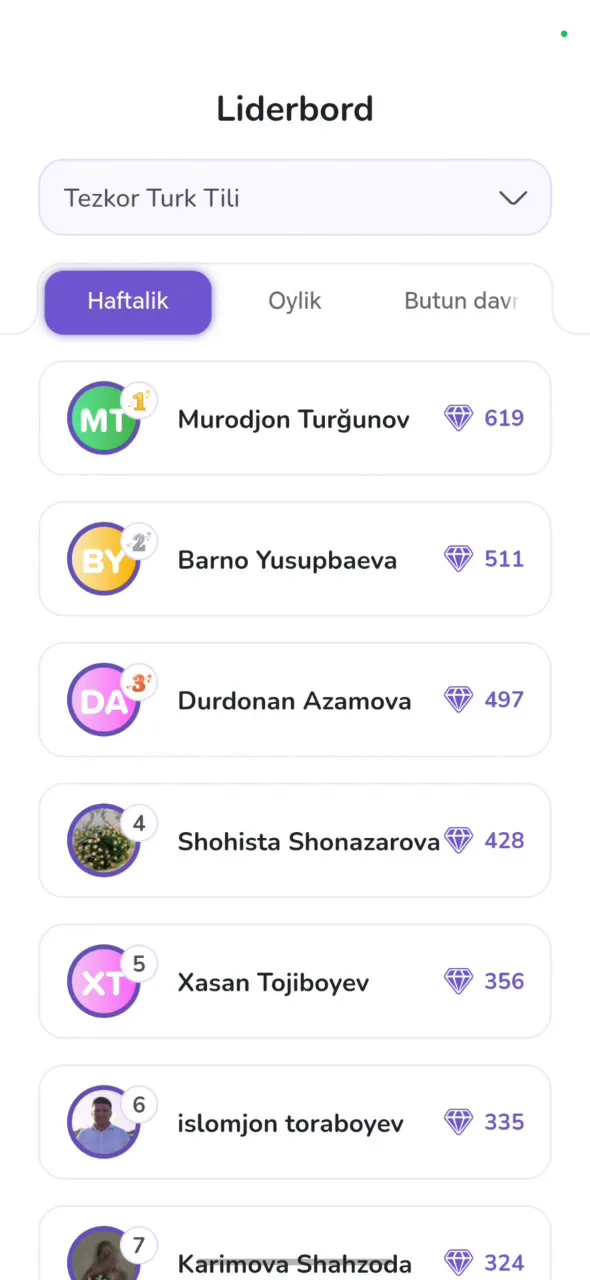 Liderbord
Tezkor Turk Tili
Haftalik Oylik Butun davr
MT 1 Murodjon Turğunov 619
BY 2 Barno Yusupbaeva 511
DA 3 Durdonan Azamova 497
4 Shohista Shonazarova 428
XT 5 Xasan Tojiboyev 356
6 islomjon toraboyev 335
7 Karimova Shahzoda 324